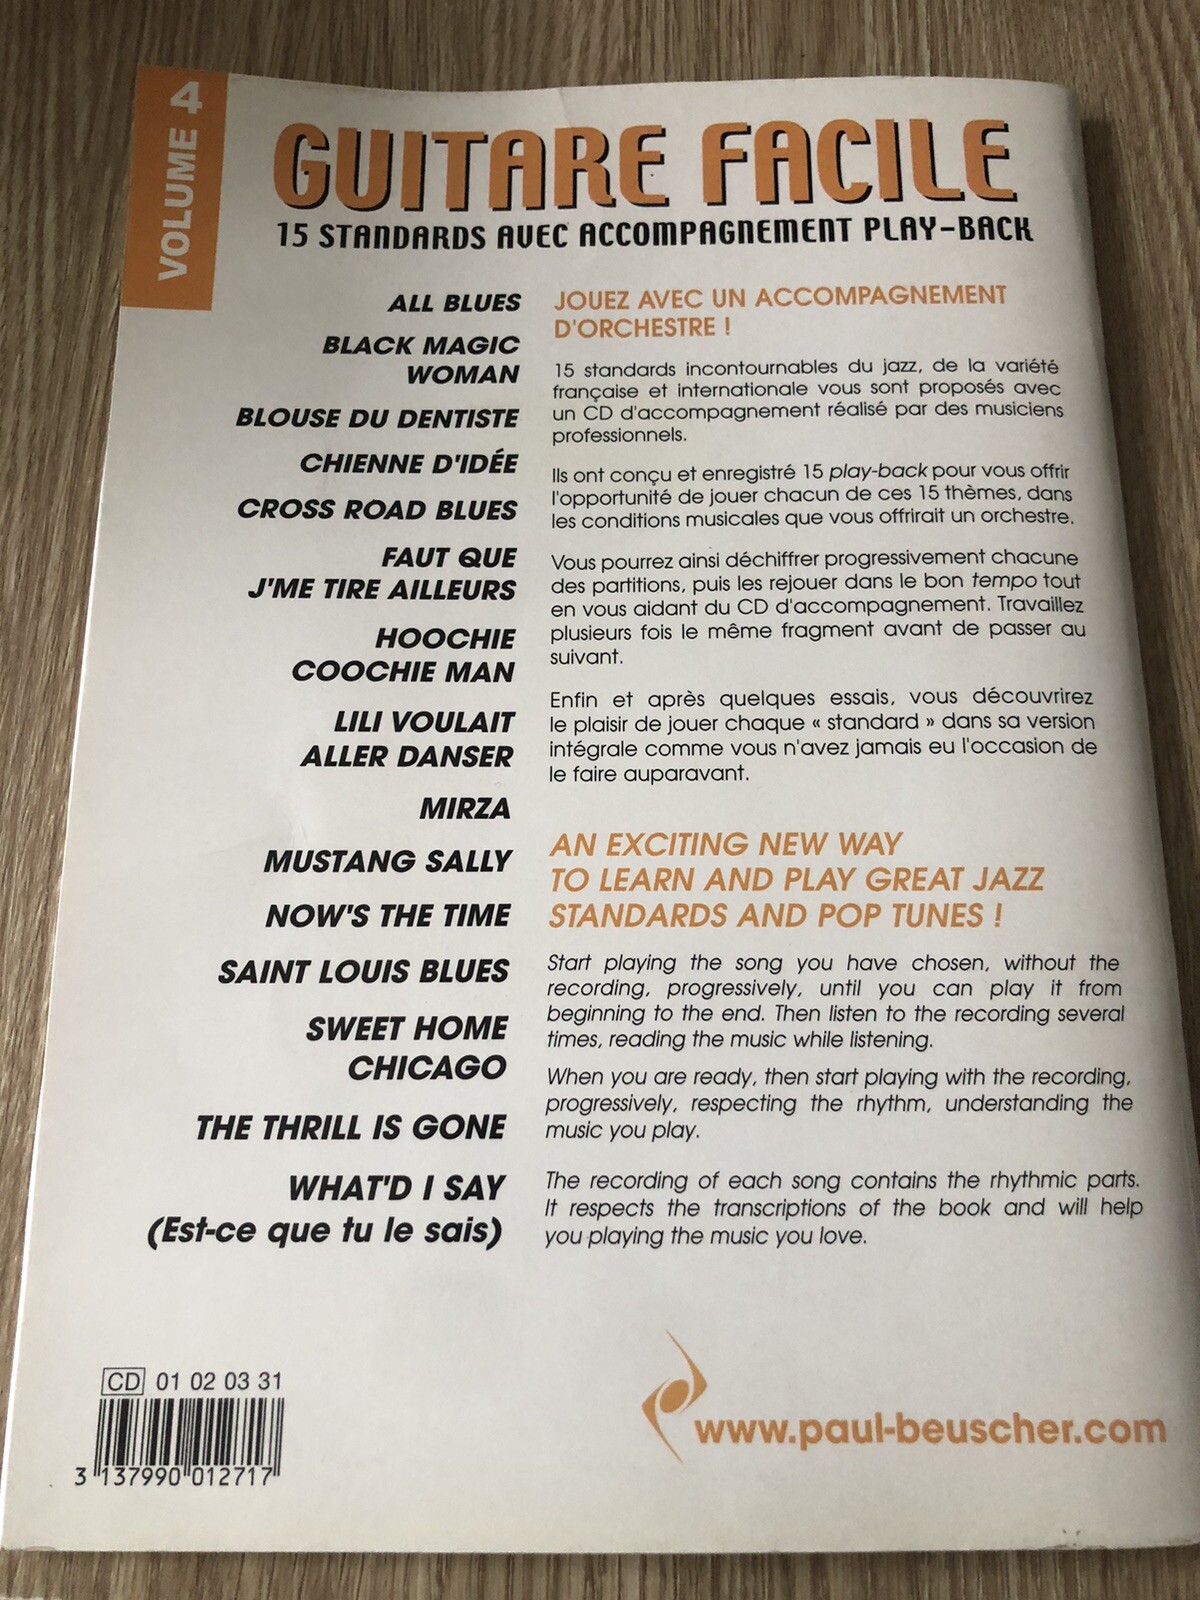 VOLUME 4
GUITARE FACILE
15 STANDARDS AVEC ACCOMPAGNEMENT PLAY-BACK
ALL BLUES
BLACK MAGIC
WOMAN
BLOUSE DU DENTISTE
CHIENNE D'IDÉE
CROSS ROAD BLUES
FAUT QUE
J'ME TIRE AILLEURS
HOOCHIE
COOCHIE MAN
LILI VOULAIT
ALLER DANSER
MIRZA
MUSTANG SALLY
NOW'S THE TIME
SAINT LOUIS BLUES
SWEET HOME
CHICAGO
THE THRILL IS GONE
WHAT'D I SAY
(Est-ce que tu le sais)
JOUEZ AVEC UN ACCOMPAGNEMENT
D'ORCHESTRE !
15 standards incontournables du jazz, de la variété
française et internationale vous sont proposés avec
un CD d'accompagnement réalisé par des musiciens
professionnels.
Ils ont conçu et enregistré 15 play-back pour vous offrir
l'opportunité de jouer chacun de ces 15 thèmes, dans
les conditions musicales que vous offrirait un orchestre.
Vous pourrez ainsi déchiffrer progressivement chacune
des partitions, puis les rejouer dans le bon tempo tout
en vous aidant du CD d'accompagnement. Travaillez
plusieurs fois le même fragment avant de passer au
suivant.
Enfin et après quelques essais, vous découvrirez
le plaisir de jouer chaque « standard » dans sa version
intégrale comme vous n'avez jamais eu l'occasion de
le faire auparavant.
AN EXCITING NEW WAY
TO LEARN AND PLAY GREAT JAZZ
STANDARDS AND POP TUNES !
Start playing the song you have chosen, without the
recording, progressively, until you can play it from
beginning to the end. Then listen to the recording several
times, reading the music while listening.
When you are ready, then start playing with the recording,
progressively, respecting the rhythm, understanding the
music you play.
The recording of each song contains the rhythmic parts.
It respects the transcriptions of the book and will help
you playing the music you love.
CD 01 02 03 31
3 137990 012717
www.paul-beuscher.com